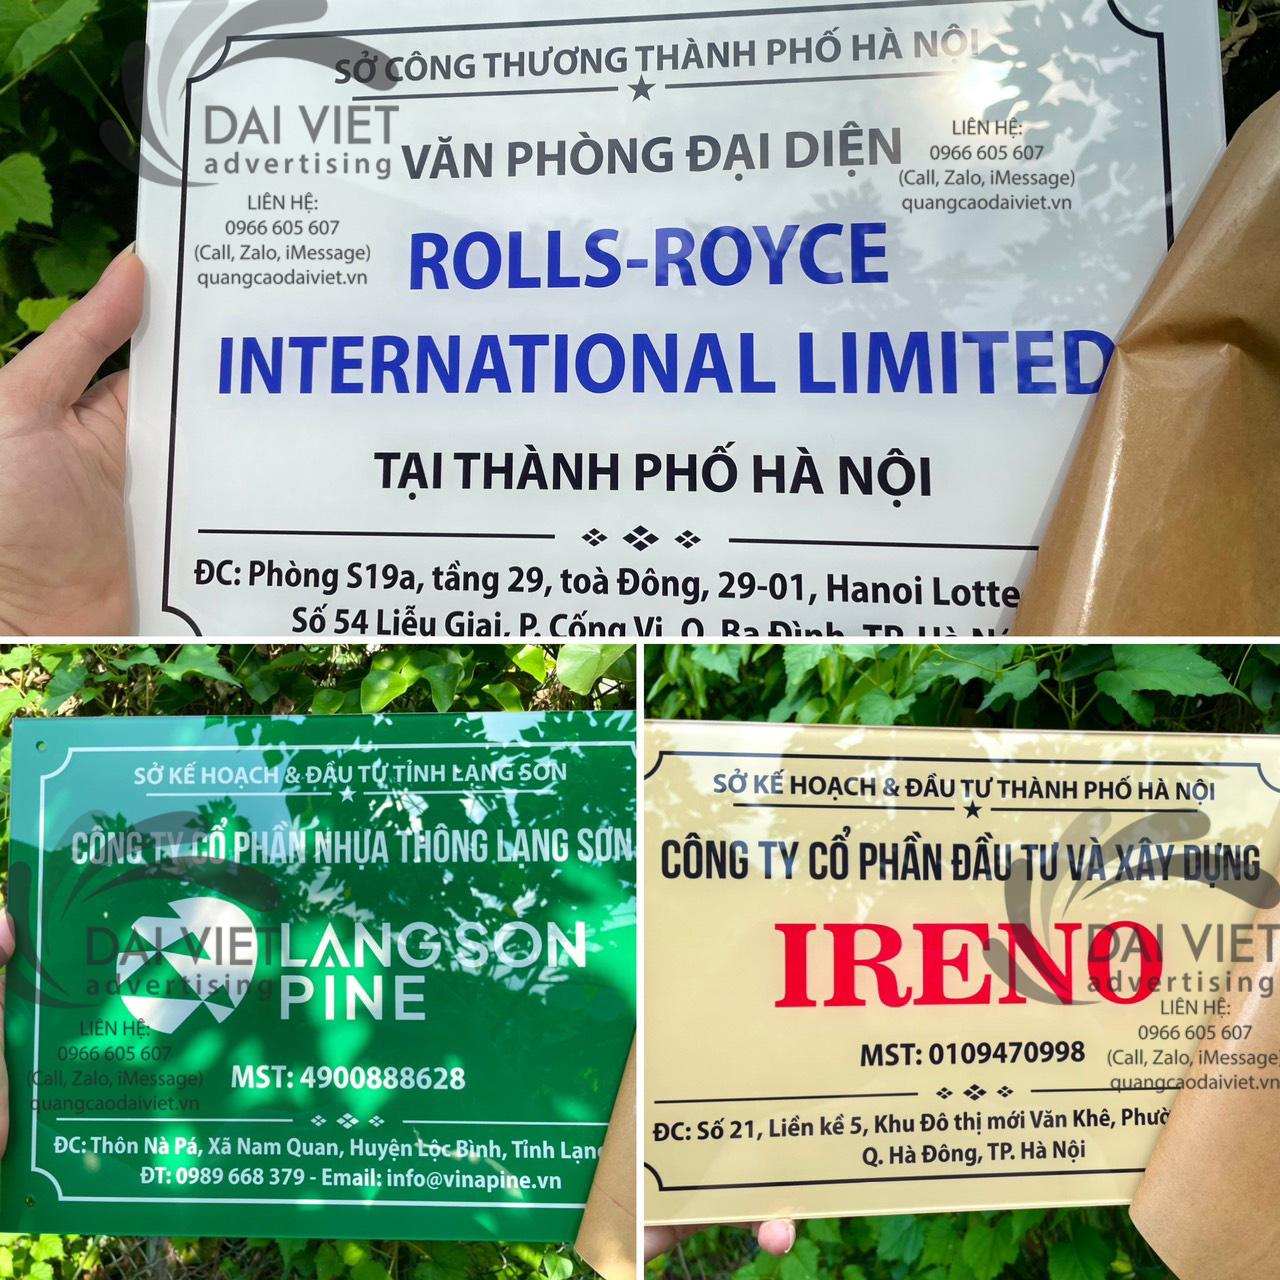 SỞ CÔNG THƯƠNG THÀNH PHỐ HÀ NỘI
DAI VIET
advertising
LIÊN HỆ:
0966 605 607
(Call, Zalo, iMessage)
quangcaodaiviet.vn
LIÊN HỆ:
0966 605 607
(Call, Zalo, iMessage)
quangcaodaiviet.vn
VĂN PHÒNG ĐẠI DIỆN
ROLLS-ROYCE
INTERNATIONAL LIMITED
TẠI THÀNH PHỐ HÀ NỘI
ĐC: Phòng S19a, tầng 29, toà Đông, 29-01, Hanoi Lotte
Số 54 Liễu Giai, P. Cống Vị, Q. Ba Đình, TP. Hà
SỞ KẾ HOẠCH & ĐẦU TƯ TỈNH LẠNG SƠN
CÔNG TY CỔ PHẦN NHỰA THÔNG LẠNG SƠN
DAI VIET
advertising
LANGSON
PINE
LIÊN HỆ:
0966 605 607
(Call, Zalo, iMessage)
quangcaodaiviet.vn
MST: 4900888628
ĐC: Thôn Nà Pá, Xã Nam Quan, Huyện Lộc Bình, Tỉnh Lạng
ĐT: 0989 668 379 - Email: info@vinapine.vn
SỞ KẾ HOẠCH & ĐẦU TƯ THÀNH PHỐ HÀ NỘI
CÔNG TY CỔ PHẦN ĐẦU TƯ VÀ XÂY DỰNG
IRENO
DAI VIET
advertising
LIÊN HỆ:
0966 605 607
(Call, Zalo, iMessage)
quangcaodaiviet.vn
MST: 0109470998
ĐC: Số 21, Liền kề 5, Khu Đô thị mới Văn Khê,
Q. Hà Đông, TP. Hà Nội